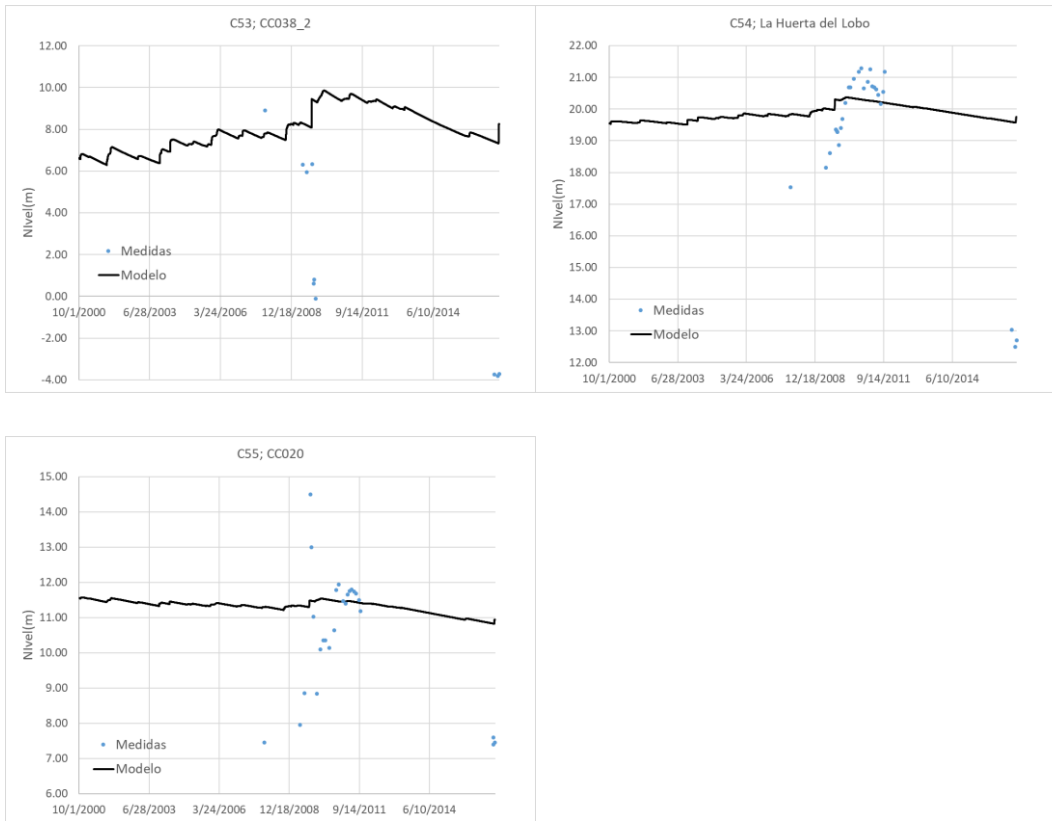 C53; CC038_2
12.00
10.00
8.00
6.00
4.00
2.00
0.00
-2.00
-4.00
NIvel(m)
Medidas
Modelo
10/1/2000 6/28/2003 3/24/2006 12/18/2008 9/14/2011 6/10/2014
C54; La Huerta del Lobo
22.00
21.00
20.00
19.00
18.00
17.00
16.00
15.00
14.00
13.00
12.00
NIvel(m)
Medidas
Modelo
10/1/2000 6/28/2003 3/24/2006 12/18/2008 9/14/2011 6/10/2014
C55; CC020
15.00
14.00
13.00
12.00
11.00
10.00
9.00
8.00
7.00
6.00
NIvel(m)
Medidas
Modelo
10/1/2000 6/28/2003 3/24/2006 12/18/2008 9/14/2011 6/10/2014